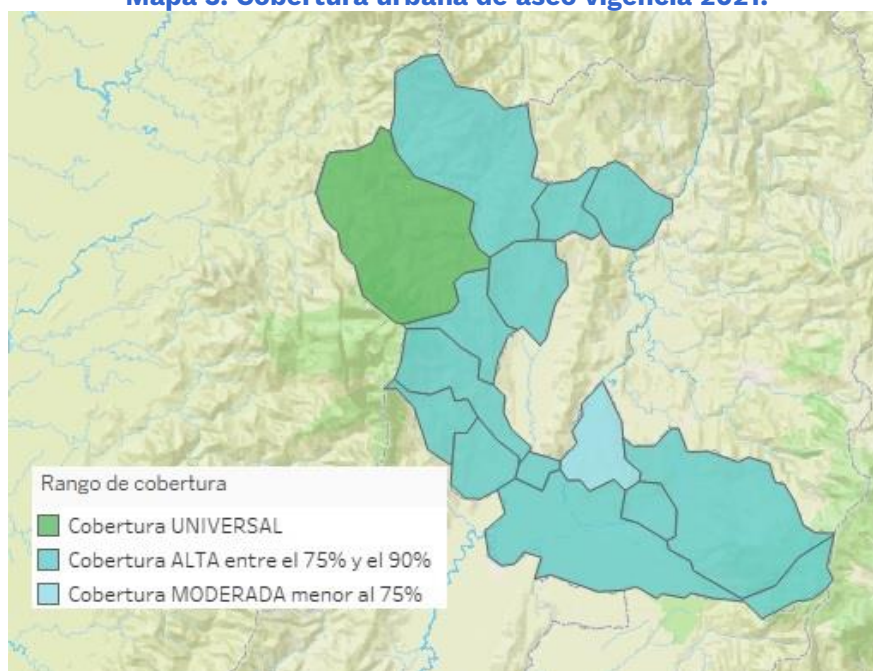 Mapa 3. Cobertura urbana de aseo vigencia 2021.
Rango de cobertura
Cobertura UNIVERSAL
Cobertura ALTA entre el 75% y el 90%
Cobertura MODERADA menor al 75%